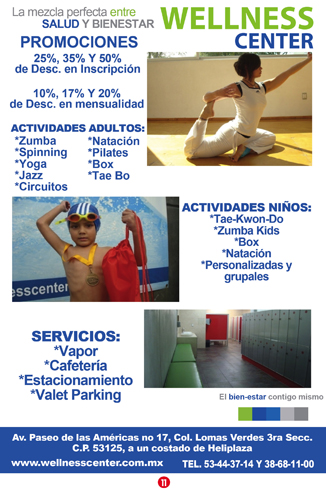 La mezcla perfecta entre
SALUD Y BIENESTAR
WELLNESS
CENTER
PROMOCIONES
25%, 35% Y 50%
de Desc. en Inscripción
10%, 17% Y 20%
de Desc. en mensualidad
ACTIVIDADES ADULTOS:
*Zumba
*Spinning
*Yoga
*Jazz
*Circuitos
*Natación
*Pilates
*Box
*Tae Bo
ACTIVIDADES NIÑOS:
*Tae-Kwon-Do
*Zumba Kids
*Box
*Natación
*Personalizadas y
grupales
esscenter
SERVICIOS:
*Vapor
*Cafetería
*Estacionamiento
*Valet Parking
El bien-estar contigo mismo
Av. Paseo de las Américas no 17, Col. Lomas Verdes 3ra Secc.
C.P. 53125, a un costado de Heliplaza
www.wellnesscenter.com.mx TEL. 53-44-37-14 Y 38-68-11-00
11